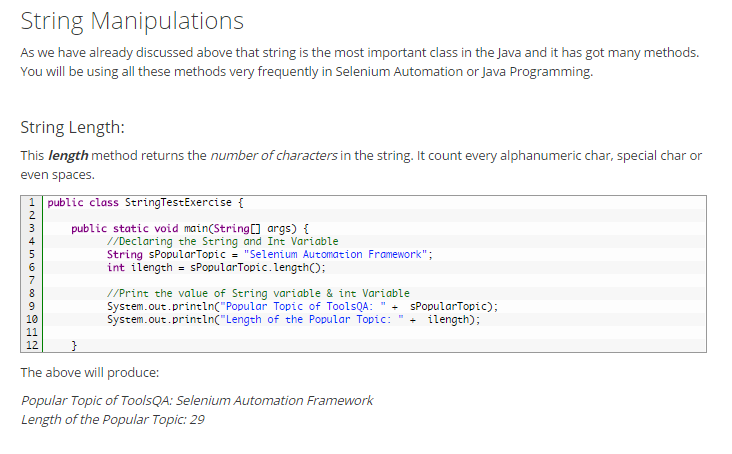 String Manipulations
As we have already discussed above that string is the most important class in the Java and it has got many methods.
You will be using all these methods very frequently in Selenium Automation or Java Programming.
String Length:
This length method returns the number of characters in the string. It count every alphanumeric char, special char or
even spaces.
1 public class StringTestExercise {
2
3 public static void main(String[] args) {
4 //Declaring the String and Int Variable
5 String sPopularTopic = "Selenium Automation Framework";
6 int ilength = sPopularTopic.length();
7
8 //Print the value of String variable & int Variable
9 System.out.println("Popular Topic of ToolsQA: " + sPopularTopic);
10 System.out.println("Length of the Popular Topic: " + ilength);
11
12 }
The above will produce:
Popular Topic of ToolsQA: Selenium Automation Framework
Length of the Popular Topic: 29